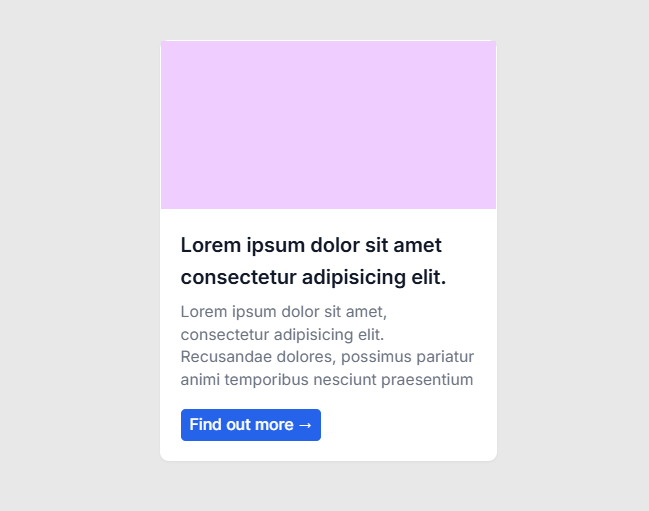 Lorem ipsum dolor sit amet
consectetur adipisicing elit.
Lorem ipsum dolor sit amet,
consectetur adipisicing elit.
Recusandae dolores, possimus pariatur
animi temporibus nesciunt praesentium
Find out more →